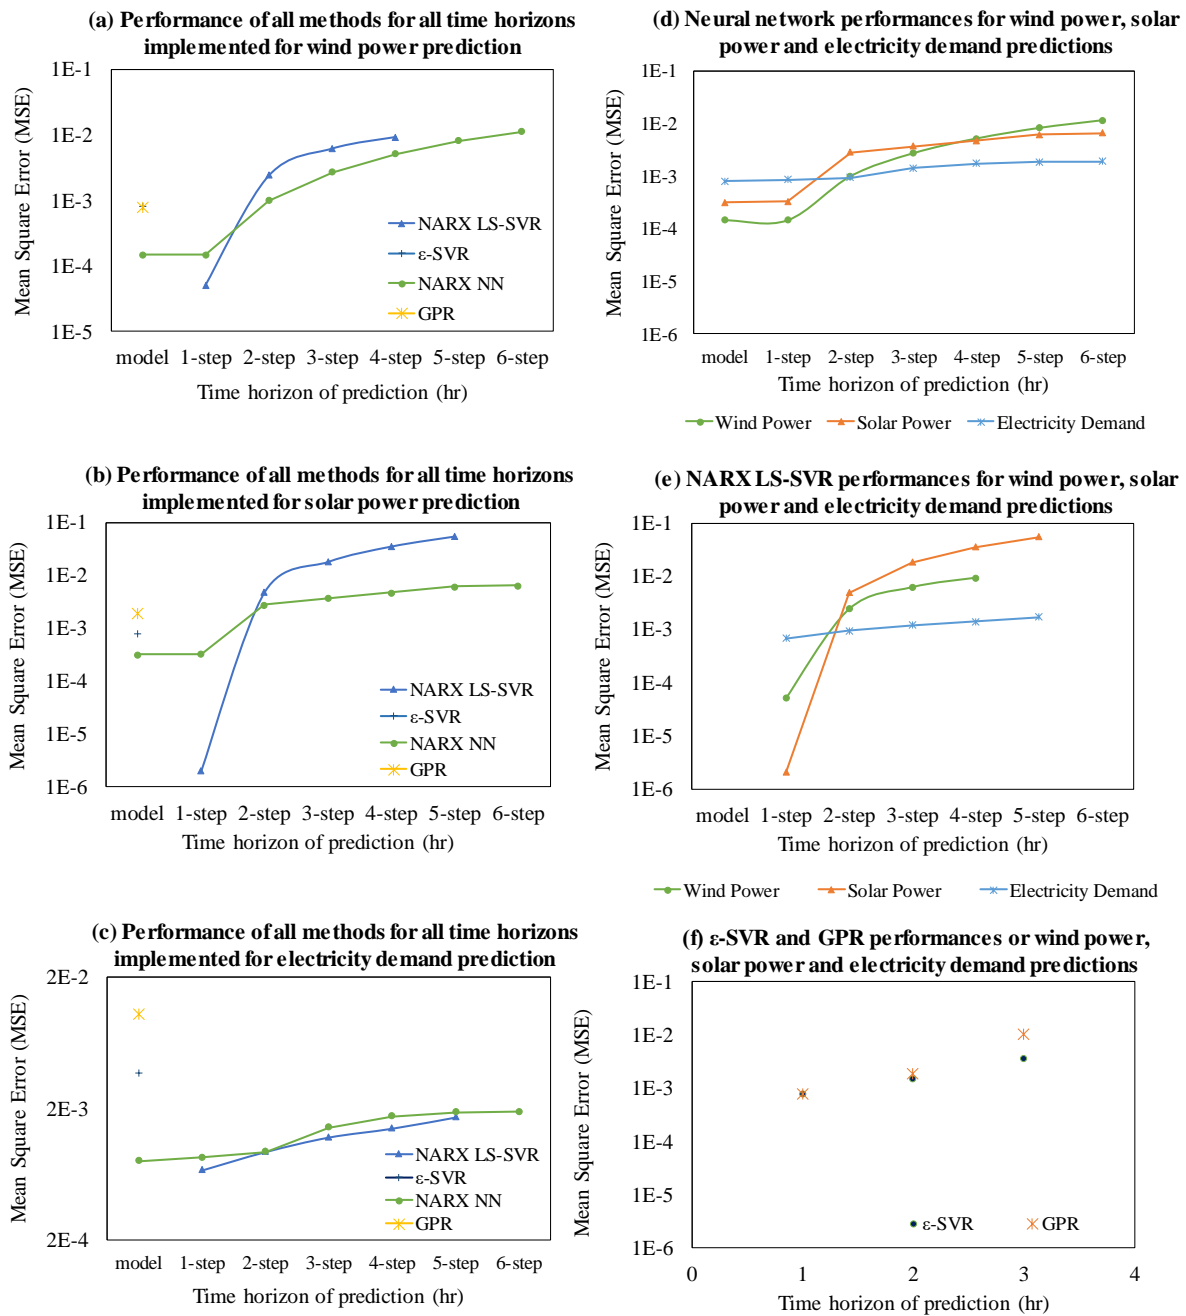 (a) Performance of all methods for all time horizons
implemented for wind power prediction
Mean Square Error (MSE)
1E-1
1E-2
1E-3
1E-4
1E-5
NARX LS-SVR
ε-SVR
NARX NN
GPR
model 1-step 2-step 3-step 4-step 5-step 6-step
Time horizon of prediction (hr)
(d) Neural network performances for wind power, solar
power and electricity demand predictions
Mean Square Error (MSE)
1E-1
1E-2
1E-3
1E-4
1E-5
1E-6
model 1-step 2-step 3-step 4-step 5-step 6-step
Time horizon of prediction (hr)
Wind Power Solar Power Electricity Demand
(b) Performance of all methods for all time horizons
implemented for solar power prediction
Mean Square Error (MSE)
1E-1
1E-2
1E-3
1E-4
1E-5
1E-6
NARX LS-SVR
ε-SVR
NARX NN
GPR
model 1-step 2-step 3-step 4-step 5-step 6-step
Time horizon of prediction (hr)
(e) NARX LS-SVR performances for wind power, solar
power and electricity demand predictions
Mean Square Error (MSE)
1E-1
1E-2
1E-3
1E-4
1E-5
1E-6
model 1-step 2-step 3-step 4-step 5-step 6-step
Time horizon of prediction (hr)
Wind Power Solar Power Electricity Demand
(c) Performance of all methods for all time horizons
implemented for electricity demand prediction
Mean Square Error (MSE)
2E-2
2E-3
2E-4
NARX LS-SVR
ε-SVR
NARX NN
GPR
model 1-step 2-step 3-step 4-step 5-step 6-step
Time horizon of prediction (hr)
(f) ε-SVR and GPR performances or wind power,
solar power and electricity demand predictions
Mean Square Error (MSE)
1E-1
1E-2
1E-3
1E-4
1E-5
1E-6
ε-SVR GPR
0 1 2 3 4
Time horizon of prediction (hr)